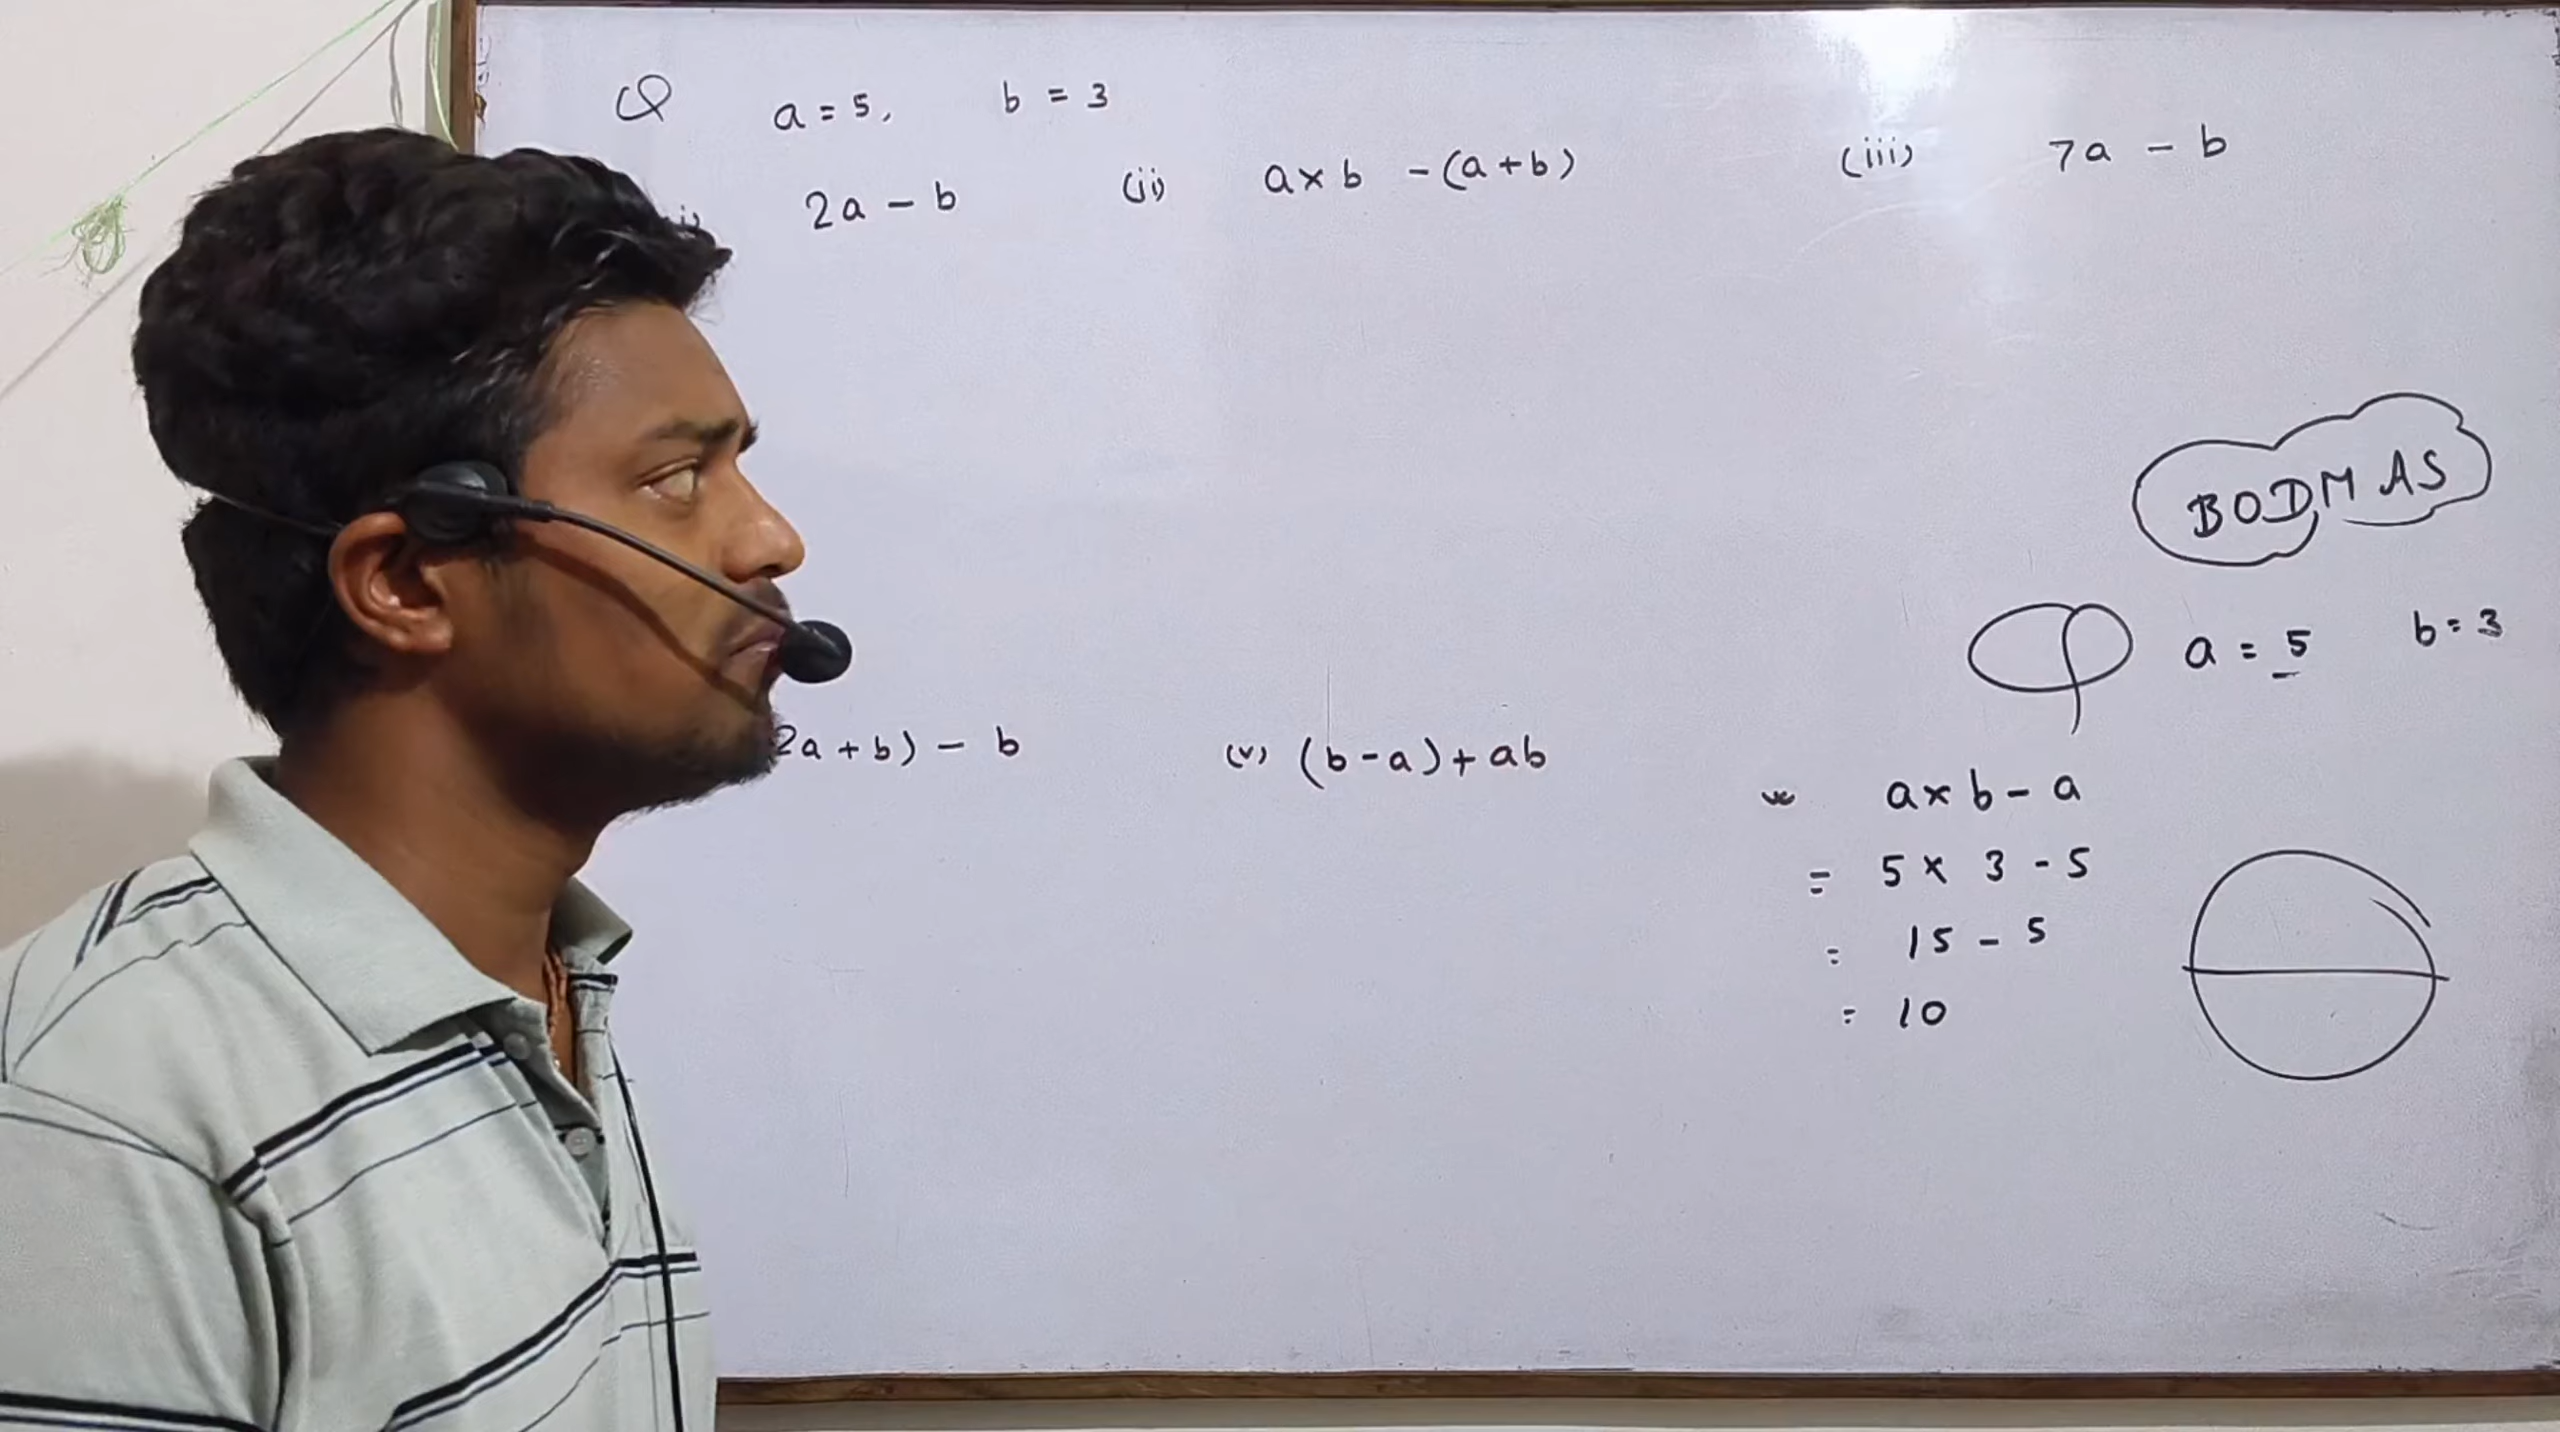 Q a = 5, b = 3
2a - b (ii) a × b - (a + b) (iii) 7a - b
BODMAS
a = 5 b = 3
2a + b) - b (v) (b - a) + ab
a × b - a
= 5 × 3 - 5
= 15 - 5
= 10